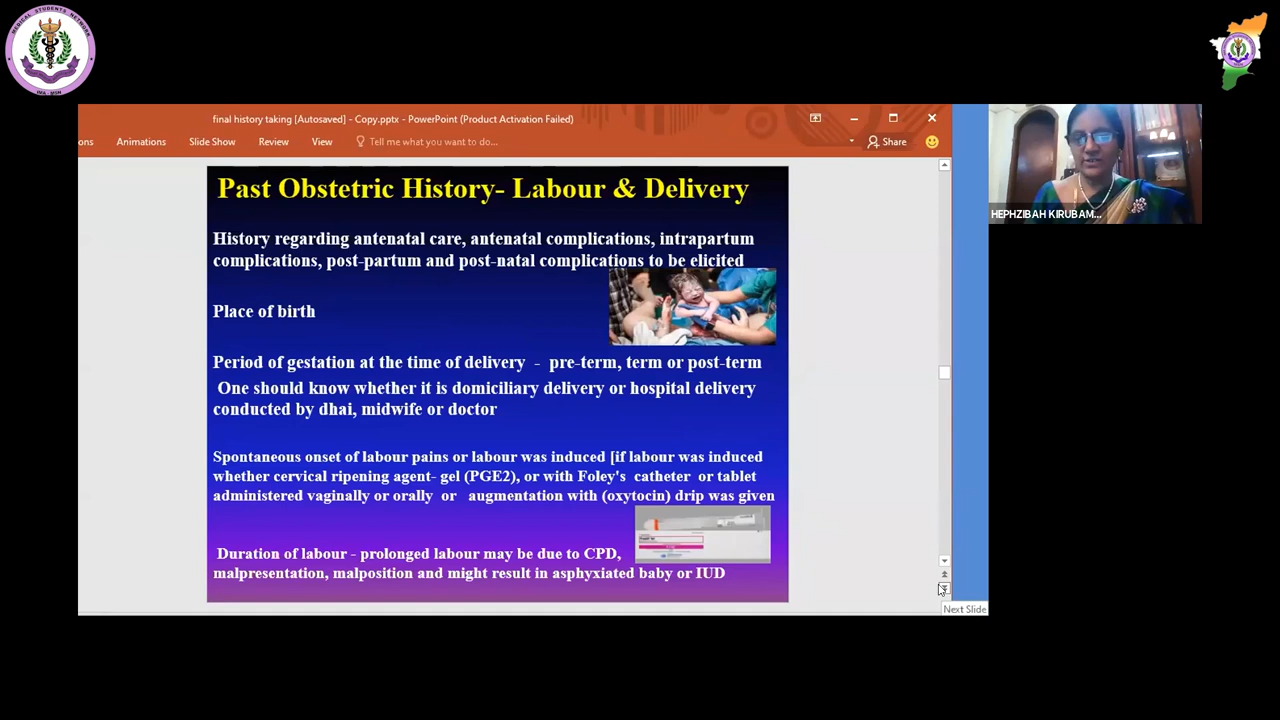 MEDICAL STUDENTS NETWORK
IMA - MSN
final history taking [Autosaved] - Copy.pptx - PowerPoint (Product Activation Failed)
ons Animations Slide Show Review View Tell me what you want to do... Share
Past Obstetric History- Labour & Delivery
History regarding antenatal care, antenatal complications, intrapartum
complications, post-partum and post-natal complications to be elicited
Place of birth
Period of gestation at the time of delivery - pre-term, term or post-term
One should know whether it is domiciliary delivery or hospital delivery
conducted by dhai, midwife or doctor
Spontaneous onset of labour pains or labour was induced [if labour was induced
whether cervical ripening agent- gel (PGE2), or with Foley's catheter or tablet
administered vaginally or orally or augmentation with (oxytocin) drip was given
Duration of labour - prolonged labour may be due to CPD,
malpresentation, malposition and might result in asphyxiated baby or IUD
HEPHZIBAH KIRUBAM...
Next Slide